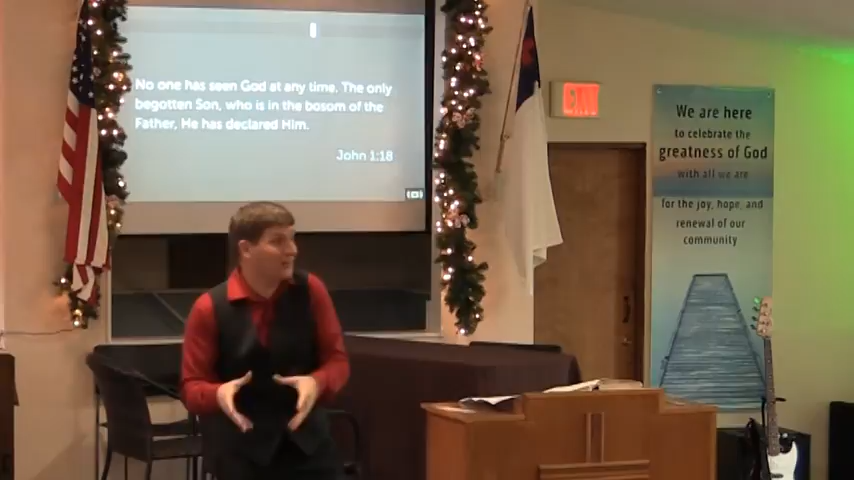 No one has seen God at any time. The only
begotten Son, who is in the bosom of the
Father, He has declared Him.
John 1:18
EXIT
We are here
to celebrate the
greatness of God
with all we are
for the joy, hope, and
renewal of our
community